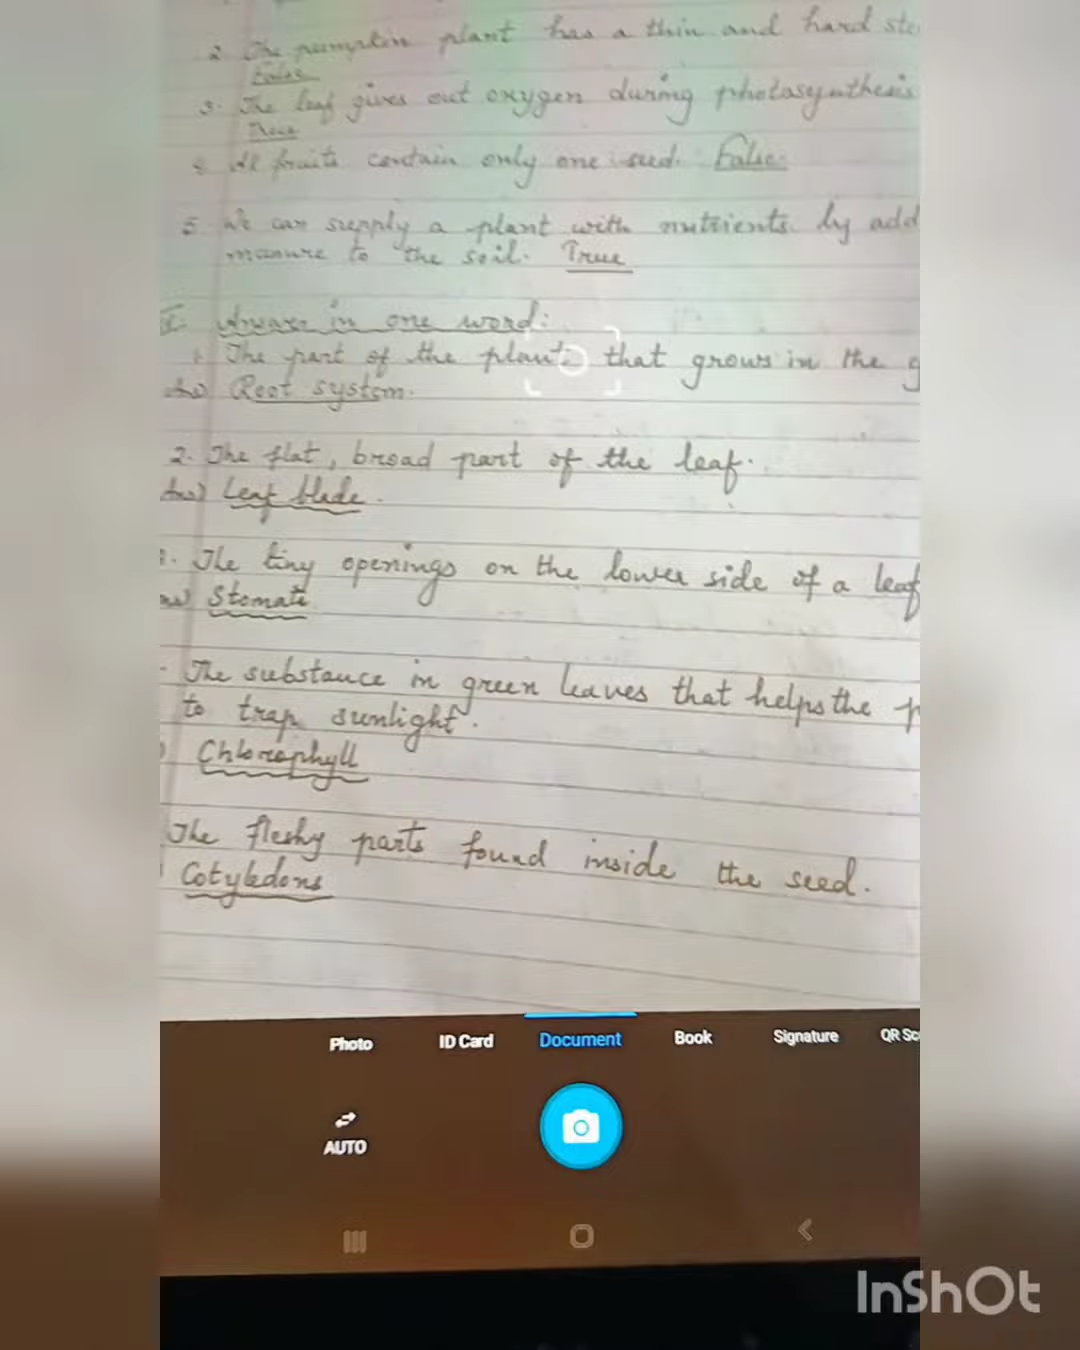 2. The pumpkin plant has a thin and hard ste
False
3. The leaf gives out oxygen during photosynthesis
True
4. All fruits contain only one seed. False.
5. We can supply a plant with nutrients by add
manure to the soil. True
I. Answer in one word:
1. The part of the plant that grows in the g
Ans) Root system.
2. The flat, broad part of the leaf.
Ans) Leaf blade.
3. The tiny openings on the lower side of a leaf
ns) Stomata
The substance in green leaves that helps the p
to trap sunlight.
) Chlorophyll
The fleshy parts found inside the seed.
Cotyledons
Photo ID Card Document Book Signature QR Sc
AUTO
InShOt